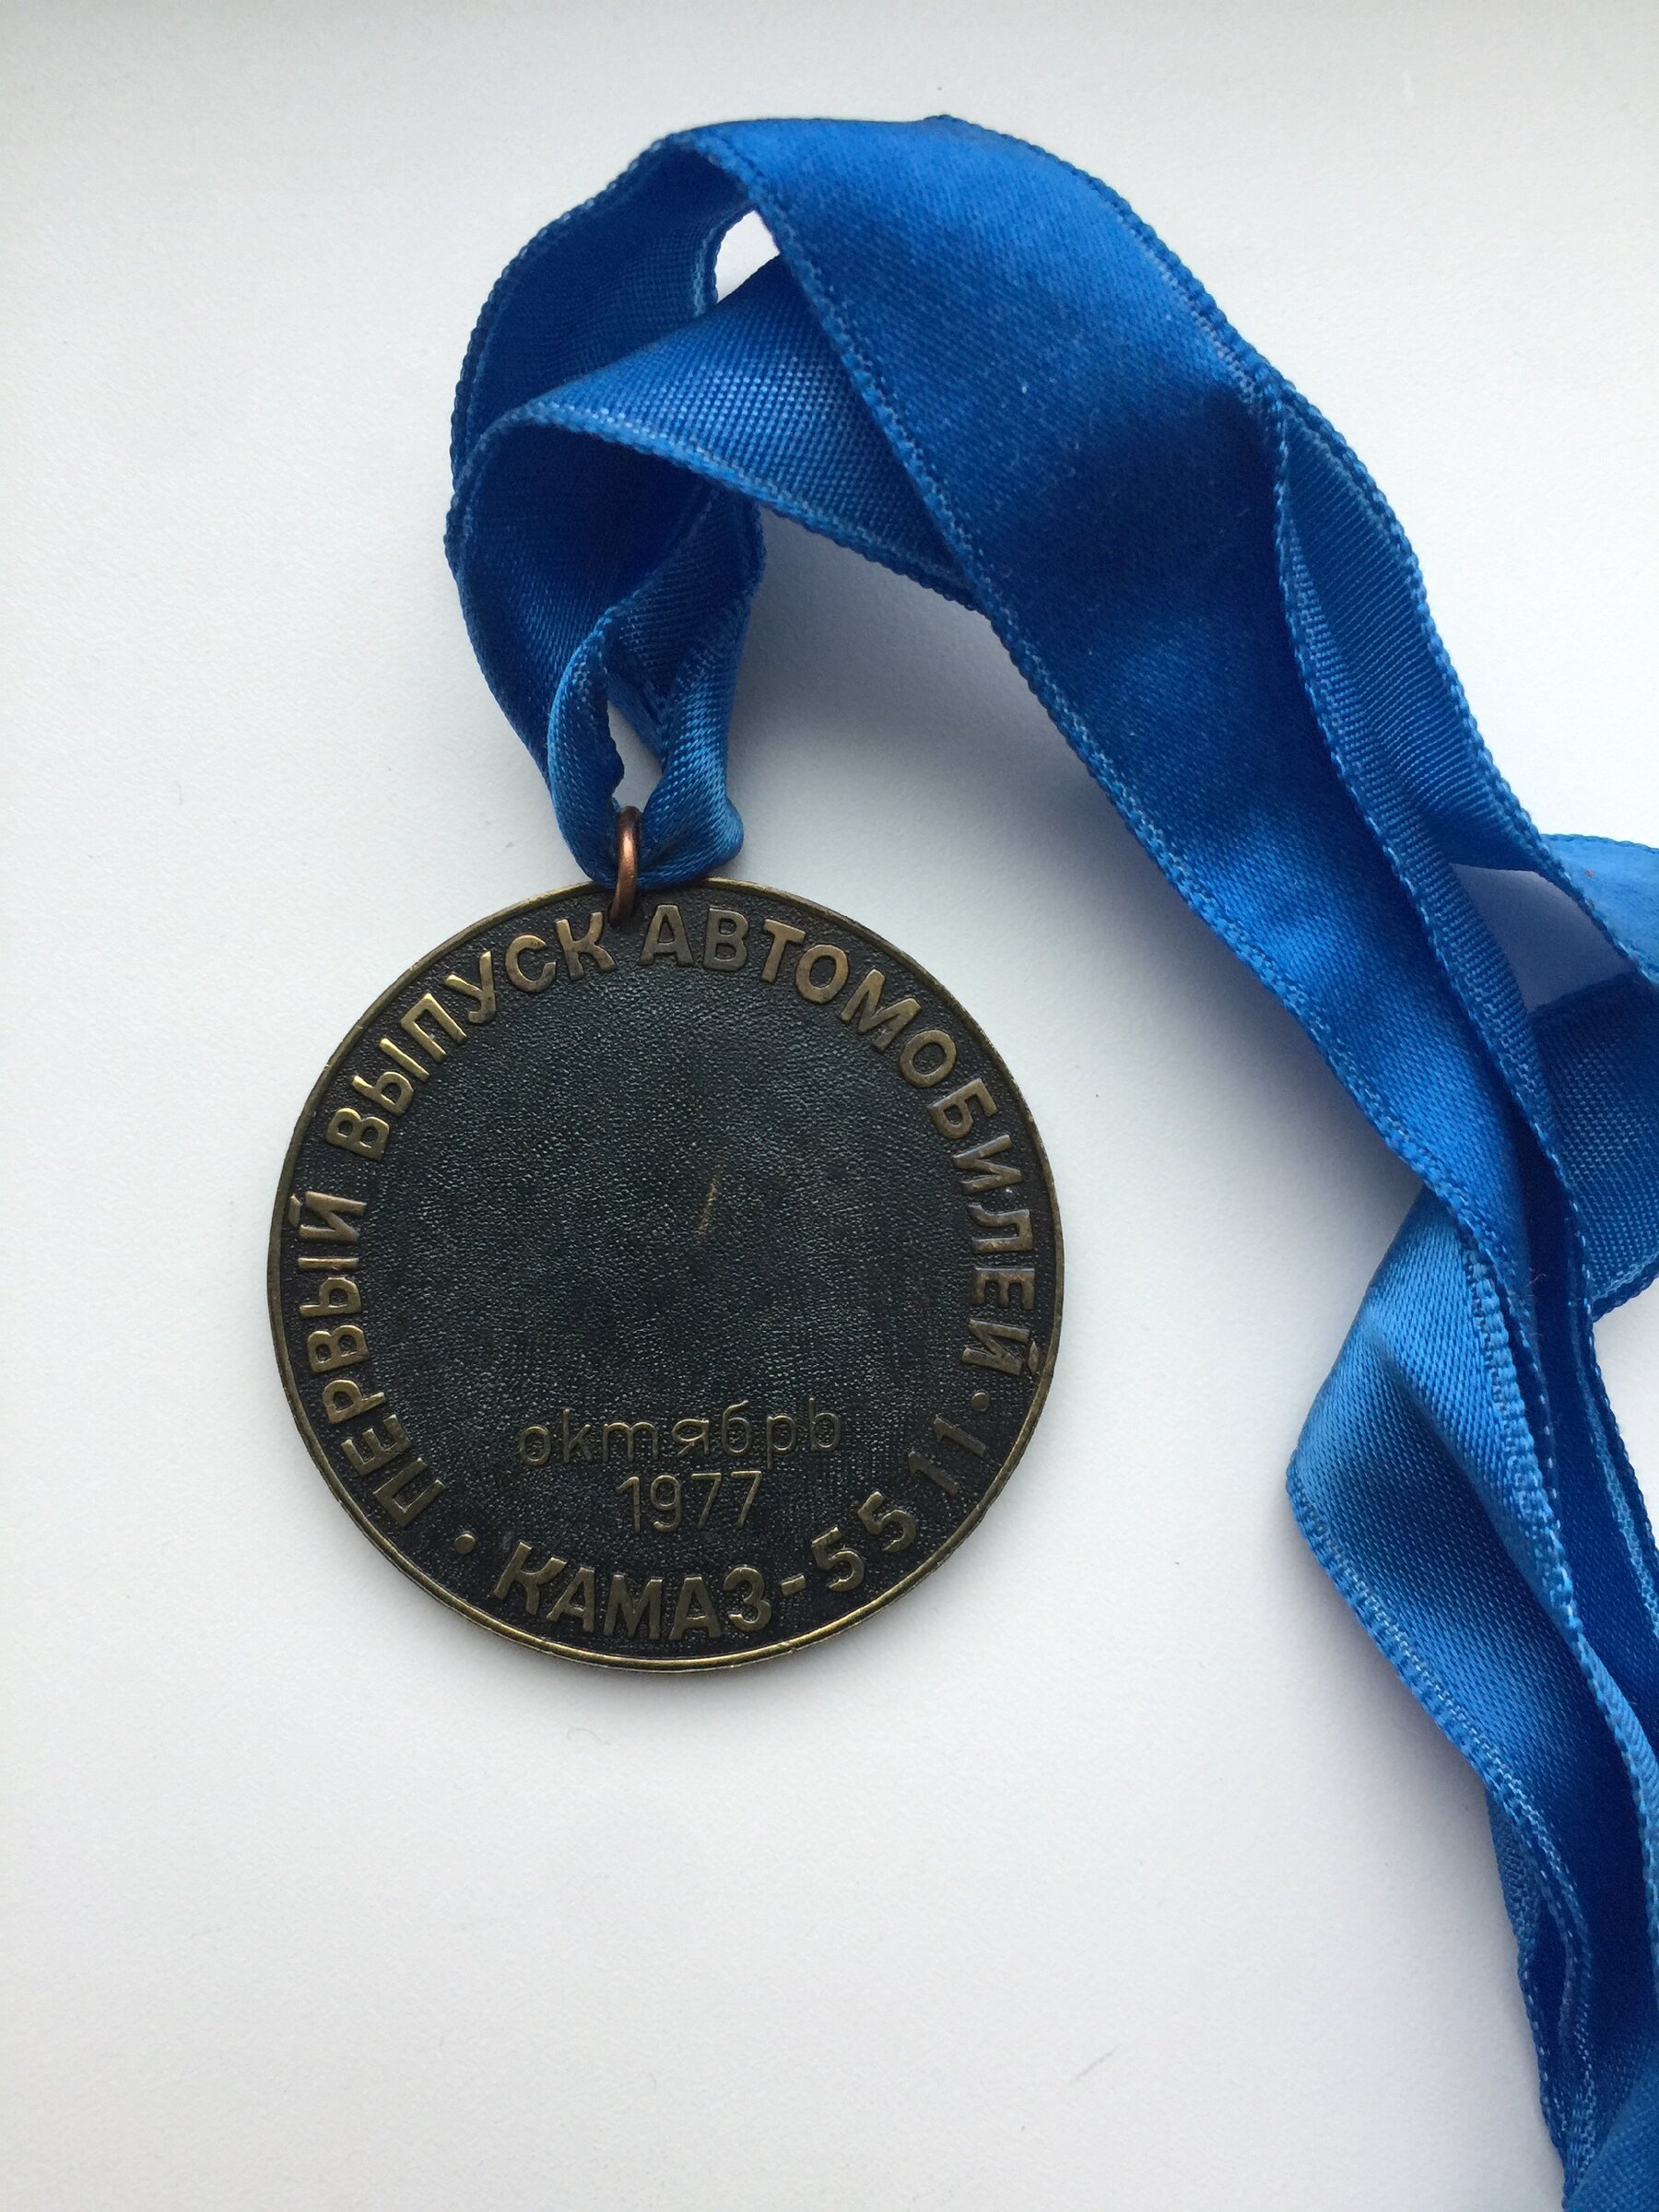 ПЕРВЫЙ ВЫПУСК АВТОМОБИЛЕЙ · КАМАЗ-5511 ·
октябрь
1977